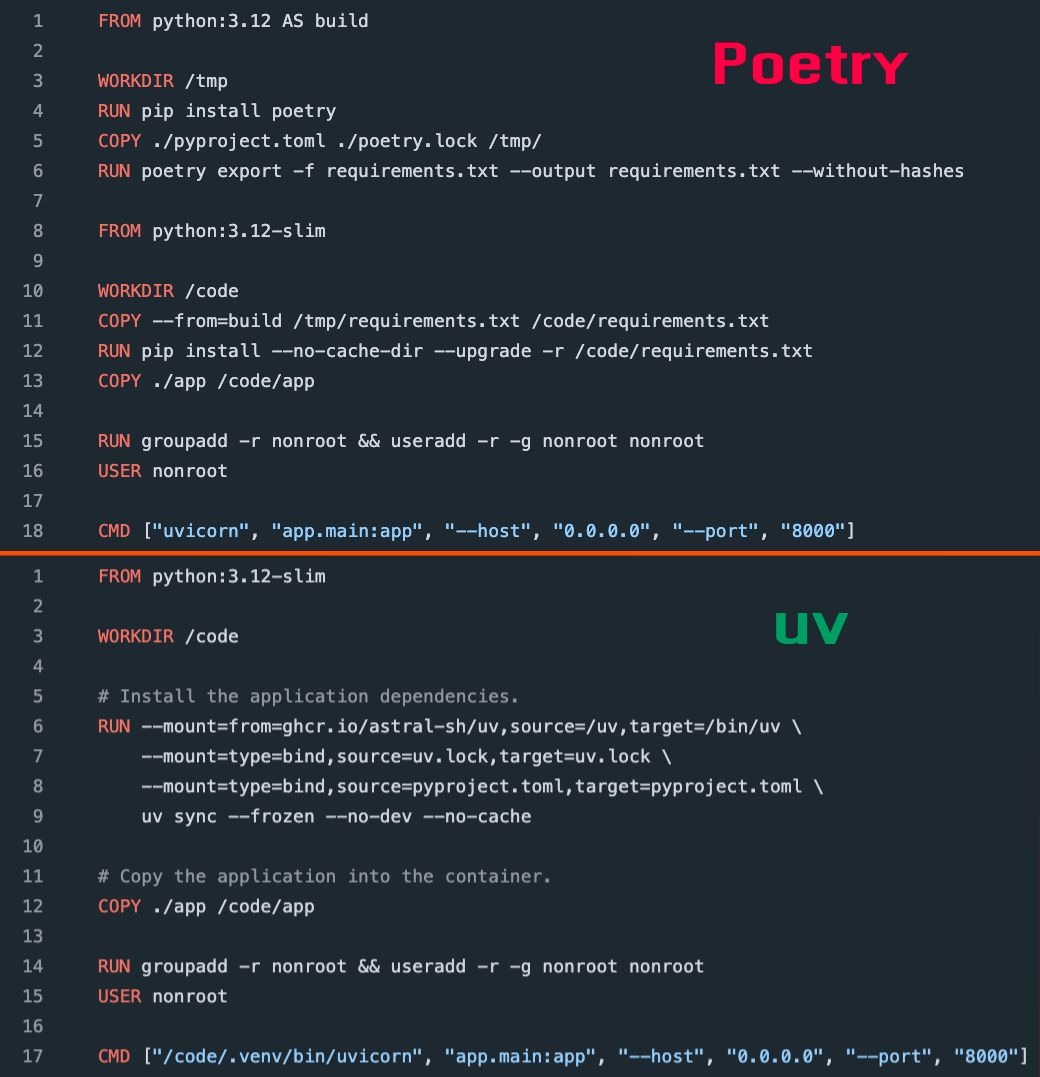 1 FROM python:3.12 AS build
2
Poetry
3 WORKDIR /tmp
4 RUN pip install poetry
5 COPY ./pyproject.toml ./poetry.lock /tmp/
6 RUN poetry export -f requirements.txt --output requirements.txt --without-hashes
7
8 FROM python:3.12-slim
9
10 WORKDIR /code
11 COPY --from=build /tmp/requirements.txt /code/requirements.txt
12 RUN pip install --no-cache-dir --upgrade -r /code/requirements.txt
13 COPY ./app /code/app
14
15 RUN groupadd -r nonroot && useradd -r -g nonroot nonroot
16 USER nonroot
17
18 CMD ["uvicorn", "app.main:app", "--host", "0.0.0.0", "--port", "8000"]
1 FROM python:3.12-slim
2
uv
3 WORKDIR /code
4
5 # Install the application dependencies.
6 RUN --mount=from=ghcr.io/astral-sh/uv,source=/uv,target=/bin/uv \
7 --mount=type=bind,source=uv.lock,target=uv.lock \
8 --mount=type=bind,source=pyproject.toml,target=pyproject.toml \
9 uv sync --frozen --no-dev --no-cache
10
11 # Copy the application into the container.
12 COPY ./app /code/app
13
14 RUN groupadd -r nonroot && useradd -r -g nonroot nonroot
15 USER nonroot
16
17 CMD ["/code/.venv/bin/uvicorn", "app.main:app", "--host", "0.0.0.0", "--port", "8000"]